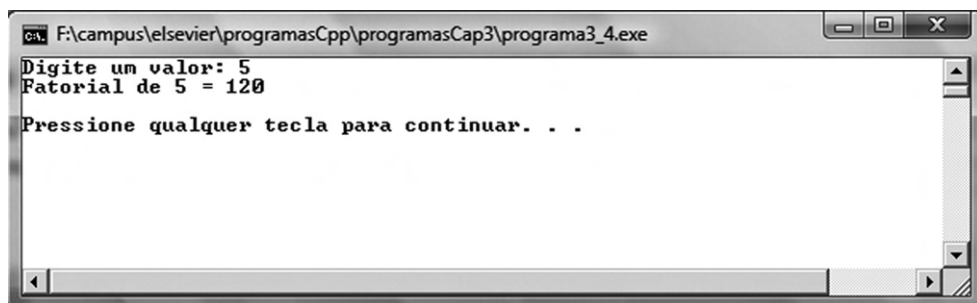 F:\campus\elsevier\programasCpp\programasCap3\programa3_4.exe
Digite um valor: 5
Fatorial de 5 = 120
Pressione qualquer tecla para continuar. . .